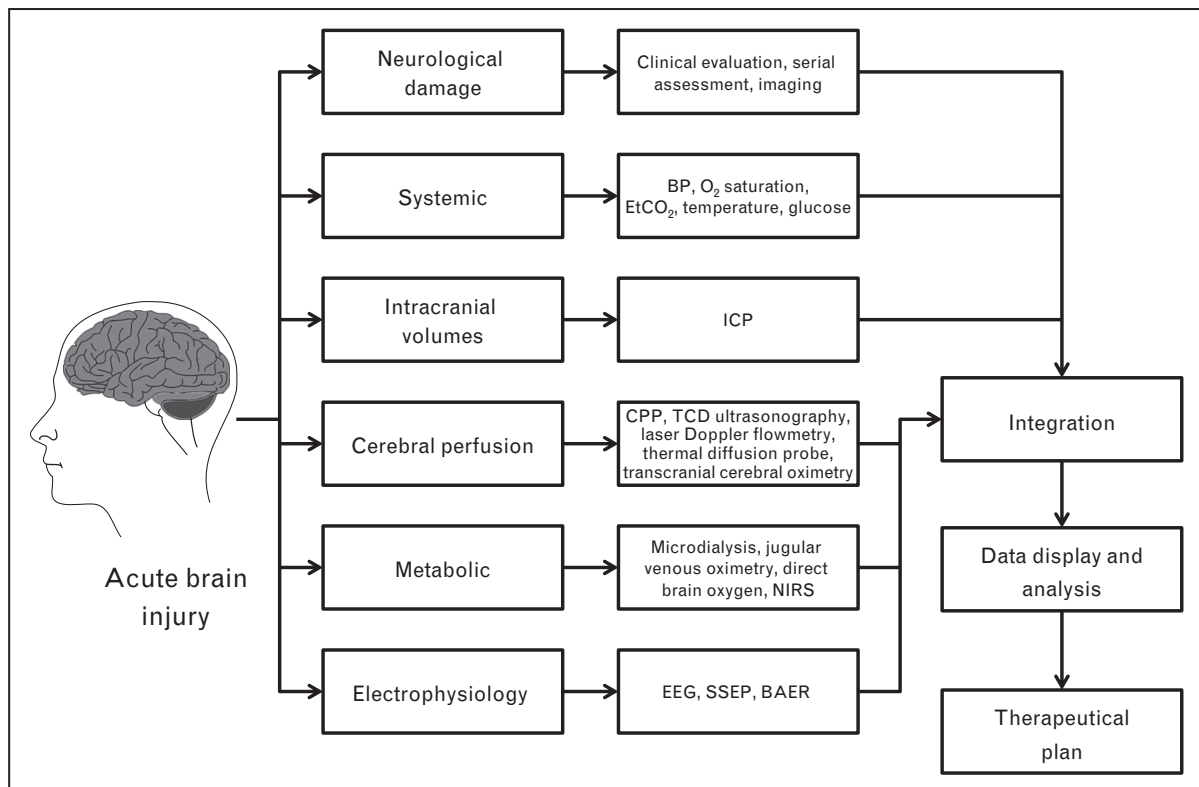 Neurological
damage
Clinical evaluation, serial
assessment, imaging
Systemic
BP, O₂ saturation,
EtCO₂, temperature, glucose
Intracranial
volumes
ICP
Cerebral perfusion
CPP, TCD ultrasonography,
laser Doppler flowmetry,
thermal diffusion probe,
transcranial cerebral oximetry
Integration
Acute brain
injury
Metabolic
Microdialysis, jugular
venous oximetry, direct
brain oxygen, NIRS
Data display and
analysis
Electrophysiology
EEG, SSEP, BAER
Therapeutical
plan